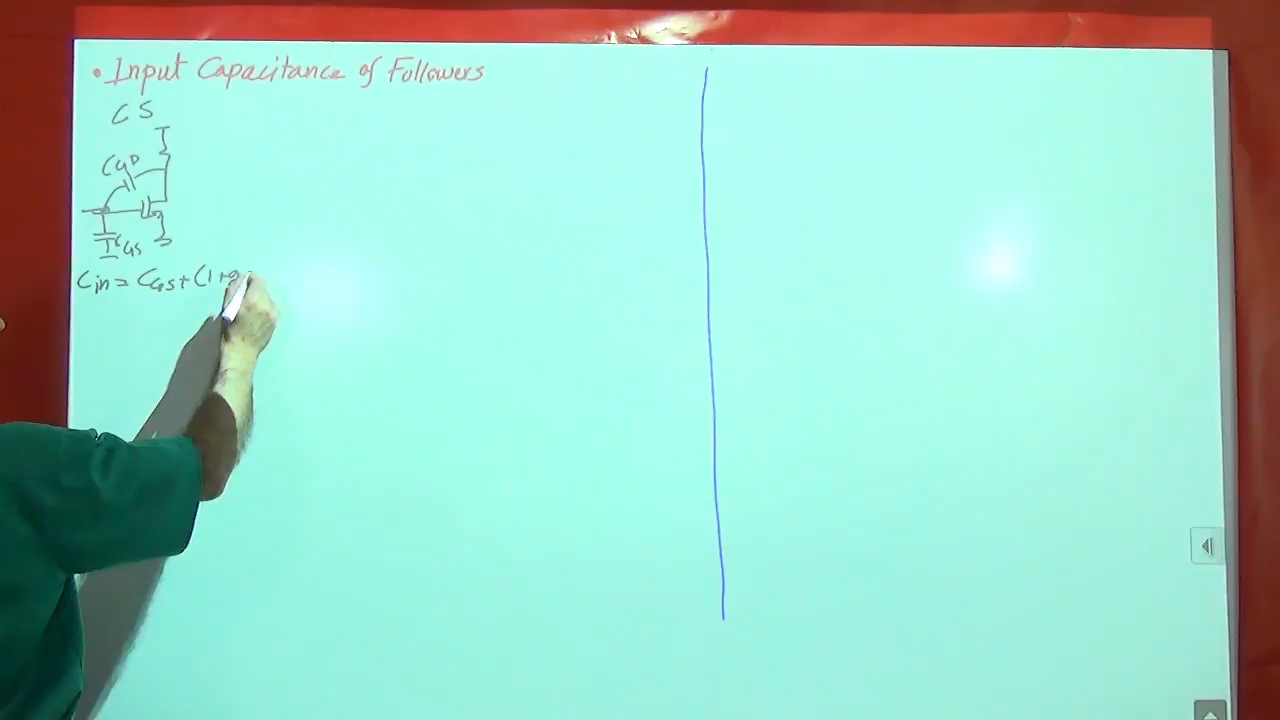 • Input Capacitance of Followers
CS
CGD
CGS
Cin = CGS + (1+g